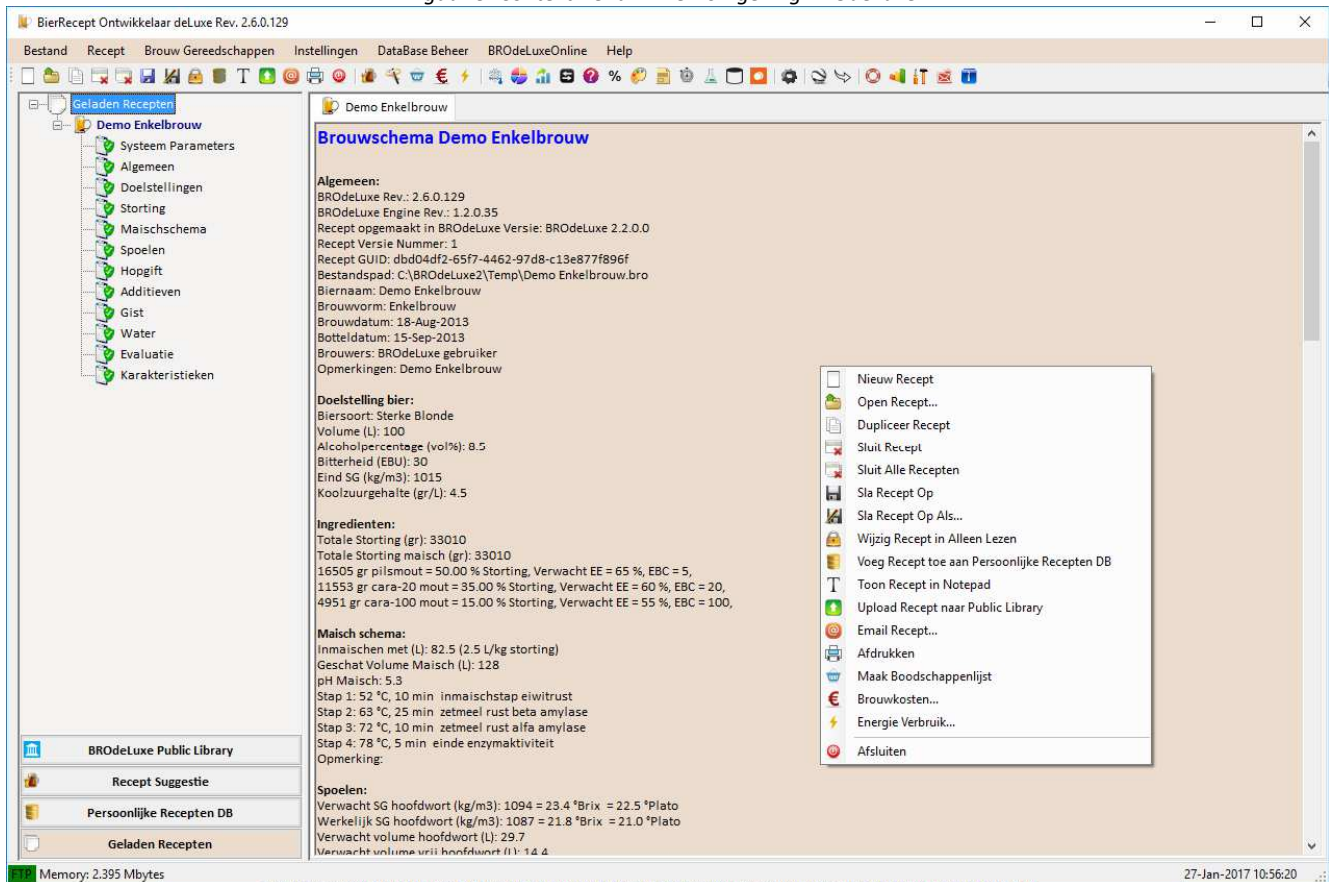 BierRecept Ontwikkelaar deLuxe Rev. 2.6.0.129
Bestand Recept Brouw Gereedschappen Instellingen DataBase Beheer BROdeLuxeOnline Help
Geladen Recepten
Demo Enkelbrouw
Systeem Parameters
Algemeen
Doelstellingen
Storting
Maischschema
Spoelen
Hopgift
Additieven
Gist
Water
Evaluatie
Karakteristieken
BROdeLuxe Public Library
Recept Suggestie
Persoonlijke Recepten DB
Geladen Recepten
Demo Enkelbrouw
Brouwschema Demo Enkelbrouw
Algemeen:
BROdeLuxe Rev.: 2.6.0.129
BROdeLuxe Engine Rev.: 1.2.0.35
Recept opgemaakt in BROdeLuxe Versie: BROdeLuxe 2.2.0.0
Recept Versie Nummer: 1
Recept GUID: dbd04df2-65f7-4462-97d8-c13e877f896f
Bestandspad: C:\BROdeLuxe2\Temp\Demo Enkelbrouw.bro
Biernaam: Demo Enkelbrouw
Brouwvorm: Enkelbrouw
Brouwdatum: 18-Aug-2013
Botteldatum: 15-Sep-2013
Brouwers: BROdeLuxe gebruiker
Opmerkingen: Demo Enkelbrouw
Doelstelling bier:
Biersoort: Sterke Blonde
Volume (L): 100
Alcoholpercentage (vol%): 8.5
Bitterheid (EBU): 30
Eind SG (kg/m3): 1015
Koolzuurgehalte (gr/L): 4.5
Ingredienten:
Totale Storting (gr): 33010
Totale Storting maisch (gr): 33010
16505 gr pilsmout = 50.00 % Storting, Verwacht EE = 65 %, EBC = 5,
11553 gr cara-20 mout = 35.00 % Storting, Verwacht EE = 60 %, EBC = 20,
4951 gr cara-100 mout = 15.00 % Storting, Verwacht EE = 55 %, EBC = 100,
Maisch schema:
Inmaischen met (L): 82.5 (2.5 L/kg storting)
Geschat Volume Maisch (L): 128
pH Maisch: 5.3
Stap 1: 52 °C, 10 min inmaischstap eiwitrust
Stap 2: 63 °C, 25 min zetmeel rust beta amylase
Stap 3: 72 °C, 10 min zetmeel rust alfa amylase
Stap 4: 78 °C, 5 min einde enzymaktiviteit
Opmerking:
Spoelen:
Verwacht SG hoofdwort (kg/m3): 1094 = 23.4 °Brix = 22.5 °Plato
Werkelijk SG hoofdwort (kg/m3): 1087 = 21.8 °Brix = 21.0 °Plato
Verwacht volume hoofdwort (L): 29.7
Verwacht volume vrij hoofdwort (L): 14.4
Nieuw Recept
Open Recept...
Dupliceer Recept
Sluit Recept
Sluit Alle Recepten
Sla Recept Op
Sla Recept Op Als...
Wijzig Recept in Alleen Lezen
Voeg Recept toe aan Persoonlijke Recepten DB
Toon Recept in Notepad
Upload Recept naar Public Library
Email Recept...
Afdrukken
Maak Boodschappenlijst
Brouwkosten...
Energie Verbruik...
Afsluiten
FTP Memory: 2.395 Mbytes
27-Jan-2017 10:56:20